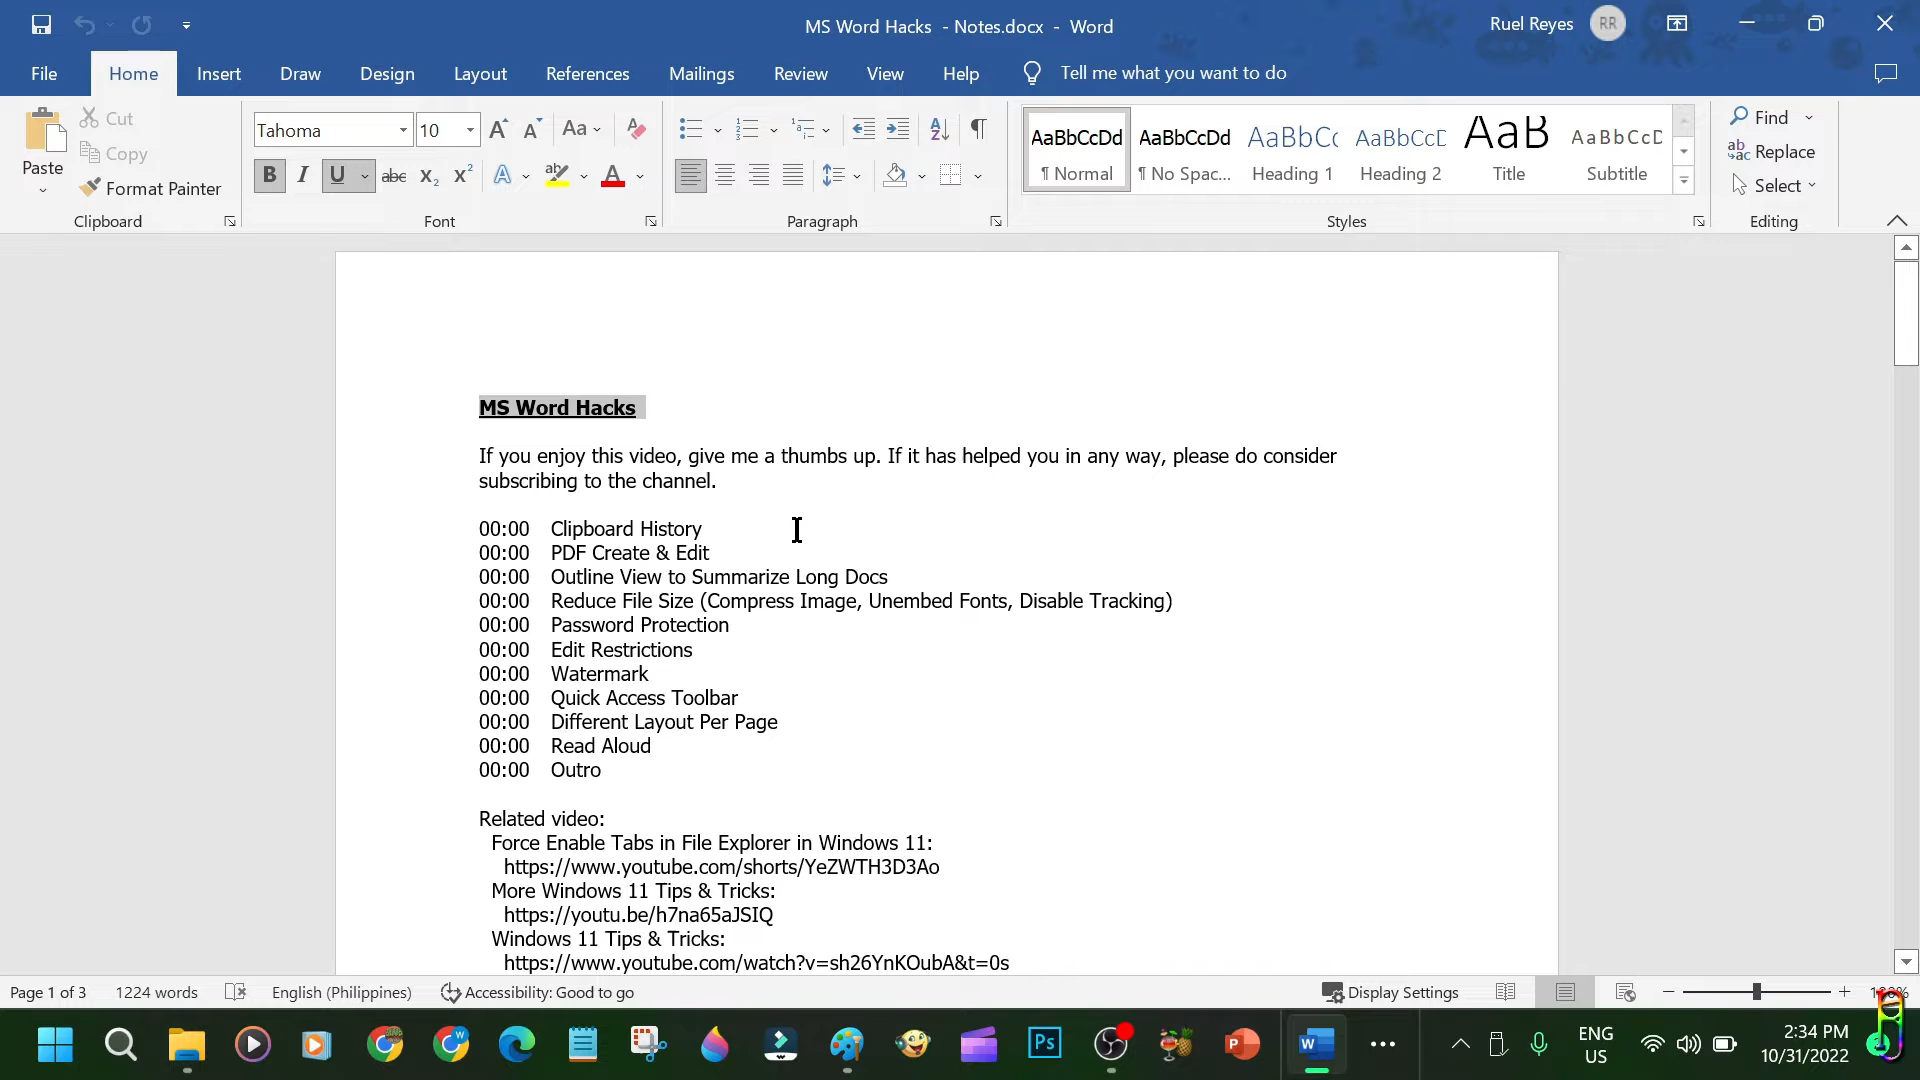 MS Word Hacks - Notes.docx - Word
Ruel Reyes RR
File Home Insert Draw Design Layout References Mailings Review View Help Tell me what you want to do
Paste
Cut
Copy
Format Painter
Clipboard
Tahoma 10 Aa
B I U abc X2 X2 A ab A
Font
Paragraph
AaBbCcDd AaBbCcDd AaBbCc AaBbCcD AaB AaBbCcD
¶ Normal ¶ No Spac... Heading 1 Heading 2 Title Subtitle
Styles
Find
Replace
Select
Editing
MS Word Hacks
If you enjoy this video, give me a thumbs up. If it has helped you in any way, please do consider
subscribing to the channel.
00:00 Clipboard History
00:00 PDF Create & Edit
00:00 Outline View to Summarize Long Docs
00:00 Reduce File Size (Compress Image, Unembed Fonts, Disable Tracking)
00:00 Password Protection
00:00 Edit Restrictions
00:00 Watermark
00:00 Quick Access Toolbar
00:00 Different Layout Per Page
00:00 Read Aloud
00:00 Outro
Related video:
Force Enable Tabs in File Explorer in Windows 11:
https://www.youtube.com/shorts/YeZWTH3D3Ao
More Windows 11 Tips & Tricks:
https://youtu.be/h7na65aJSIQ
Windows 11 Tips & Tricks:
https://www.youtube.com/watch?v=sh26YnKOubA&t=0s
Page 1 of 3 1224 words English (Philippines) Accessibility: Good to go Display Settings
Ps P W
ENG
US
2:34 PM
10/31/2022